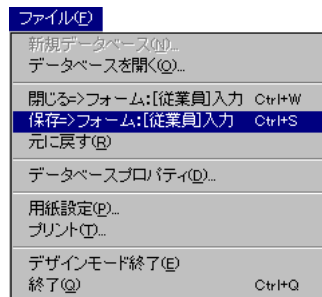 ファイル(F)
新規データベース(N)...
データベースを開く(O)...
閉じる=>フォーム:[従業員]入力 Ctrl+W
保存=>フォーム:[従業員]入力 Ctrl+S
元に戻す(R)
データベースプロパティ(D)...
用紙設定(P)...
プリント(T)...
デザインモード終了(E)
終了(Q) Ctrl+Q